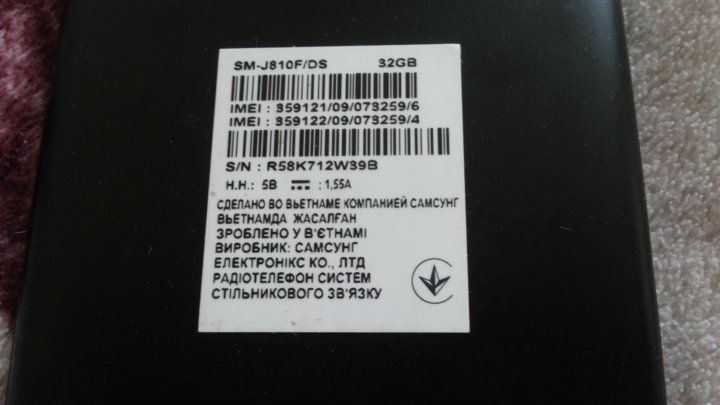 SM-J810F/DS 32GB
IMEI : 359121/09/073259/6
IMEI : 359122/09/073259/4
S/N : R58K712W39B
Н.Н.: 5В ⎓ : 1,55А
СДЕЛАНО ВО ВЬЕТНАМЕ КОМПАНИЕЙ САМСУНГ
ВЬЕТНАМДА ЖАСАЛҒАН
ЗРОБЛЕНО У В'ЄТНАМІ
ВИРОБНИК: САМСУНГ
ЕЛЕКТРОНІКС КО., ЛТД
РАДІОТЕЛЕФОН СИСТЕМ
СТІЛЬНИКОВОГО ЗВ'ЯЗКУ